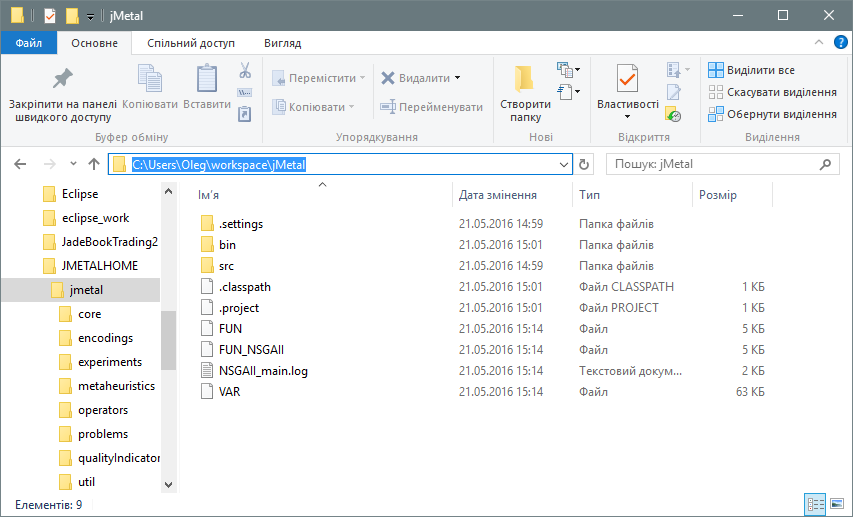 jMetal
Файл Основне Спільний доступ Вигляд
Закріпити на панелі швидкого доступу
Копіювати
Вставити
Буфер обміну
Перемістити
Копіювати
Видалити
Перейменувати
Упорядкування
Створити папку
Нові
Властивості
Відкриття
Виділити все
Скасувати виділення
Обернути виділення
Виділення
C:\Users\Oleg\workspace\jMetal
Пошук: jMetal
Eclipse
eclipse_work
JadeBookTrading2
JMETALHOME
jmetal
core
encodings
experiments
metaheuristics
operators
problems
qualityIndicator
util
Ім'я Дата змінення Тип Розмір
.settings 21.05.2016 14:59 Папка файлів
bin 21.05.2016 15:01 Папка файлів
src 21.05.2016 14:59 Папка файлів
.classpath 21.05.2016 15:01 Файл CLASSPATH 1 КБ
.project 21.05.2016 15:01 Файл PROJECT 1 КБ
FUN 21.05.2016 15:14 Файл 5 КБ
FUN_NSGAII 21.05.2016 15:14 Файл 5 КБ
NSGAII_main.log 21.05.2016 15:14 Текстовий докум... 2 КБ
VAR 21.05.2016 15:14 Файл 63 КБ
Елементів: 9